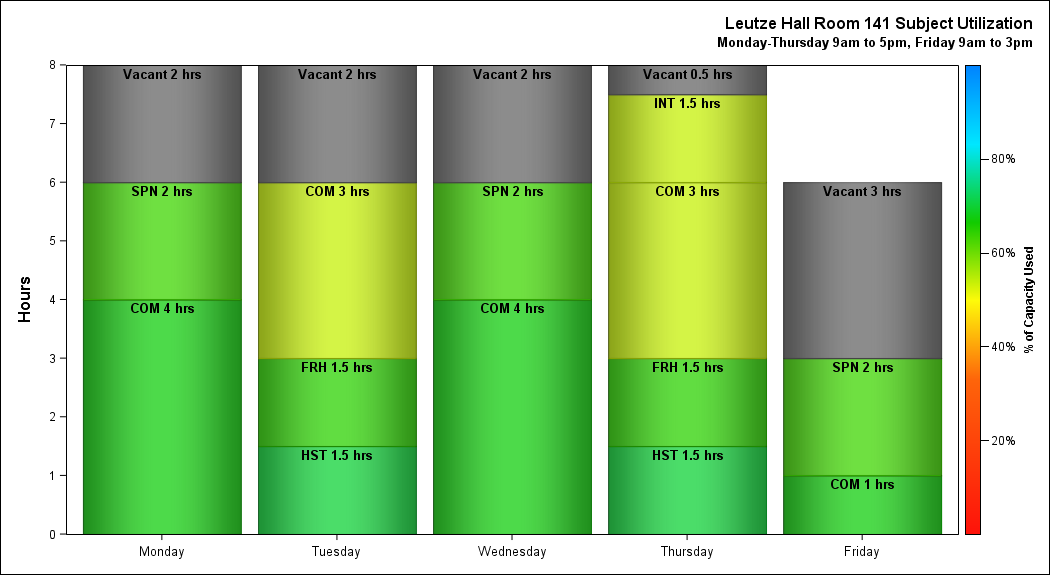 Leutze Hall Room 141 Subject Utilization
Monday-Thursday 9am to 5pm, Friday 9am to 3pm
Hours
8
7
6
5
4
3
2
1
0
Vacant 2 hrs
SPN 2 hrs
COM 4 hrs
Monday
Vacant 2 hrs
COM 3 hrs
FRH 1.5 hrs
HST 1.5 hrs
Tuesday
Vacant 2 hrs
SPN 2 hrs
COM 4 hrs
Wednesday
Vacant 0.5 hrs
INT 1.5 hrs
COM 3 hrs
FRH 1.5 hrs
HST 1.5 hrs
Thursday
Vacant 3 hrs
SPN 2 hrs
COM 1 hrs
Friday
80%
60%
40%
20%
% of Capacity Used